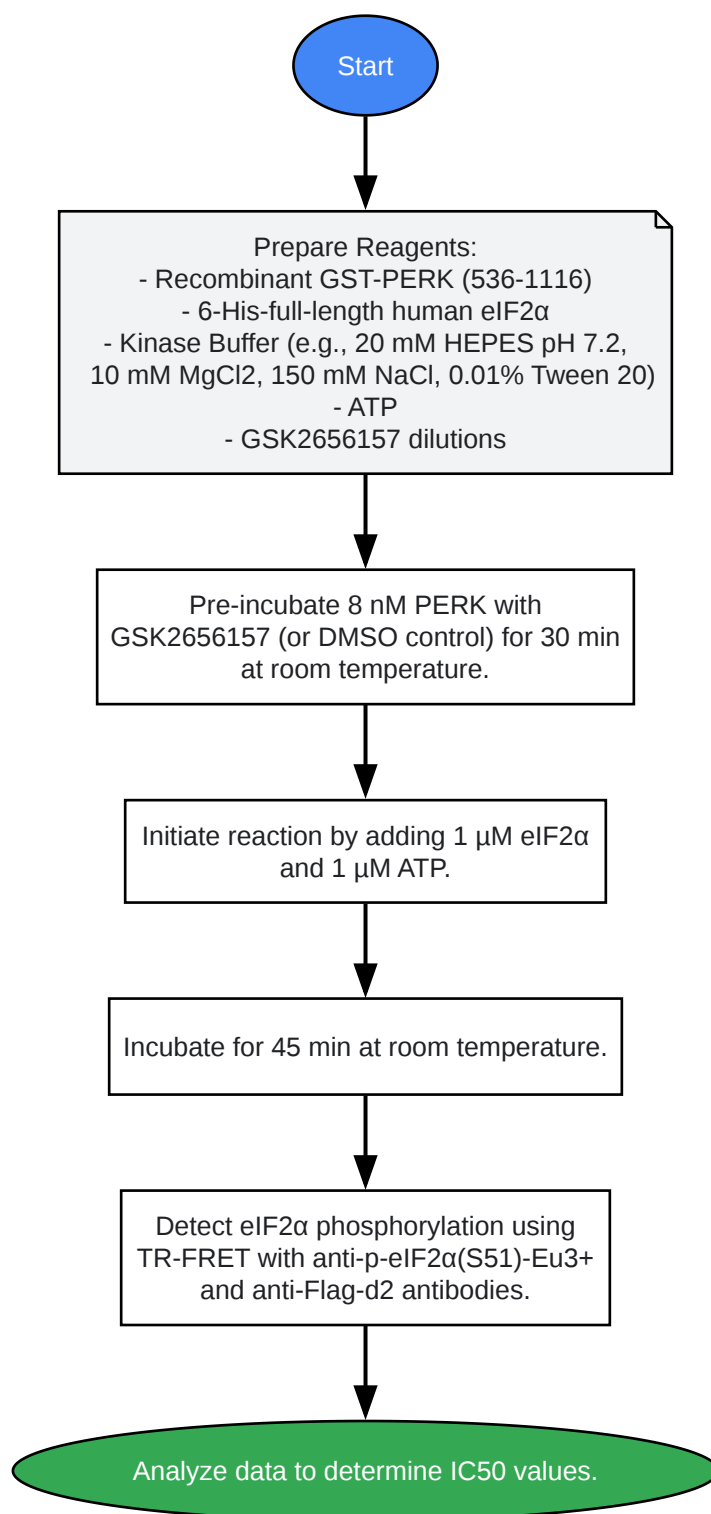 Start
Prepare Reagents:
- Recombinant GST-PERK (536-1116)
- 6-His-full-length human eIF2α
- Kinase Buffer (e.g., 20 mM HEPES pH 7.2,
10 mM MgCl2, 150 mM NaCl, 0.01% Tween 20)
- ATP
- GSK2656157 dilutions
Pre-incubate 8 nM PERK with
GSK2656157 (or DMSO control) for 30 min
at room temperature.
Initiate reaction by adding 1 µM eIF2α
and 1 µM ATP.
Incubate for 45 min at room temperature.
Detect eIF2α phosphorylation using
TR-FRET with anti-p-eIF2α(S51)-Eu3+
and anti-Flag-d2 antibodies.
Analyze data to determine IC50 values.